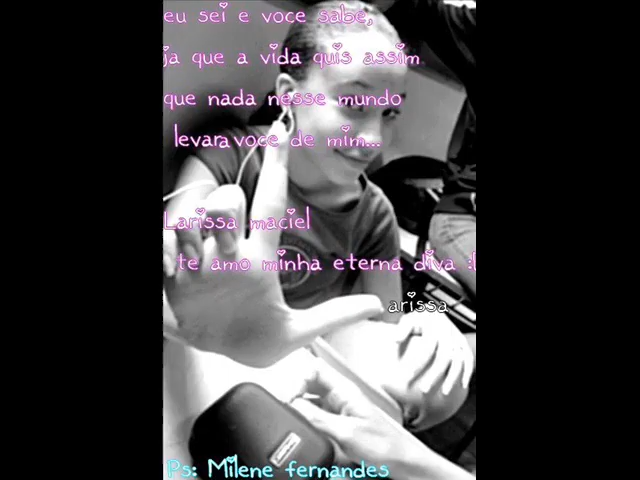 eu sei e voce sabe,
ja que a vida quis assim
que nada nesse mundo
levara voce de mim...
Larissa maciel
te amo minha eterna diva :)
arissa
Ps: Milene fernandes